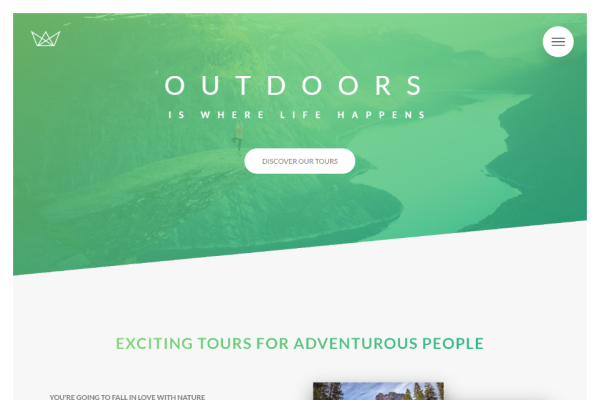 OUTDOORS
IS WHERE LIFE HAPPENS
DISCOVER OUR TOURS
EXCITING TOURS FOR ADVENTUROUS PEOPLE
YOU'RE GOING TO FALL IN LOVE WITH NATURE